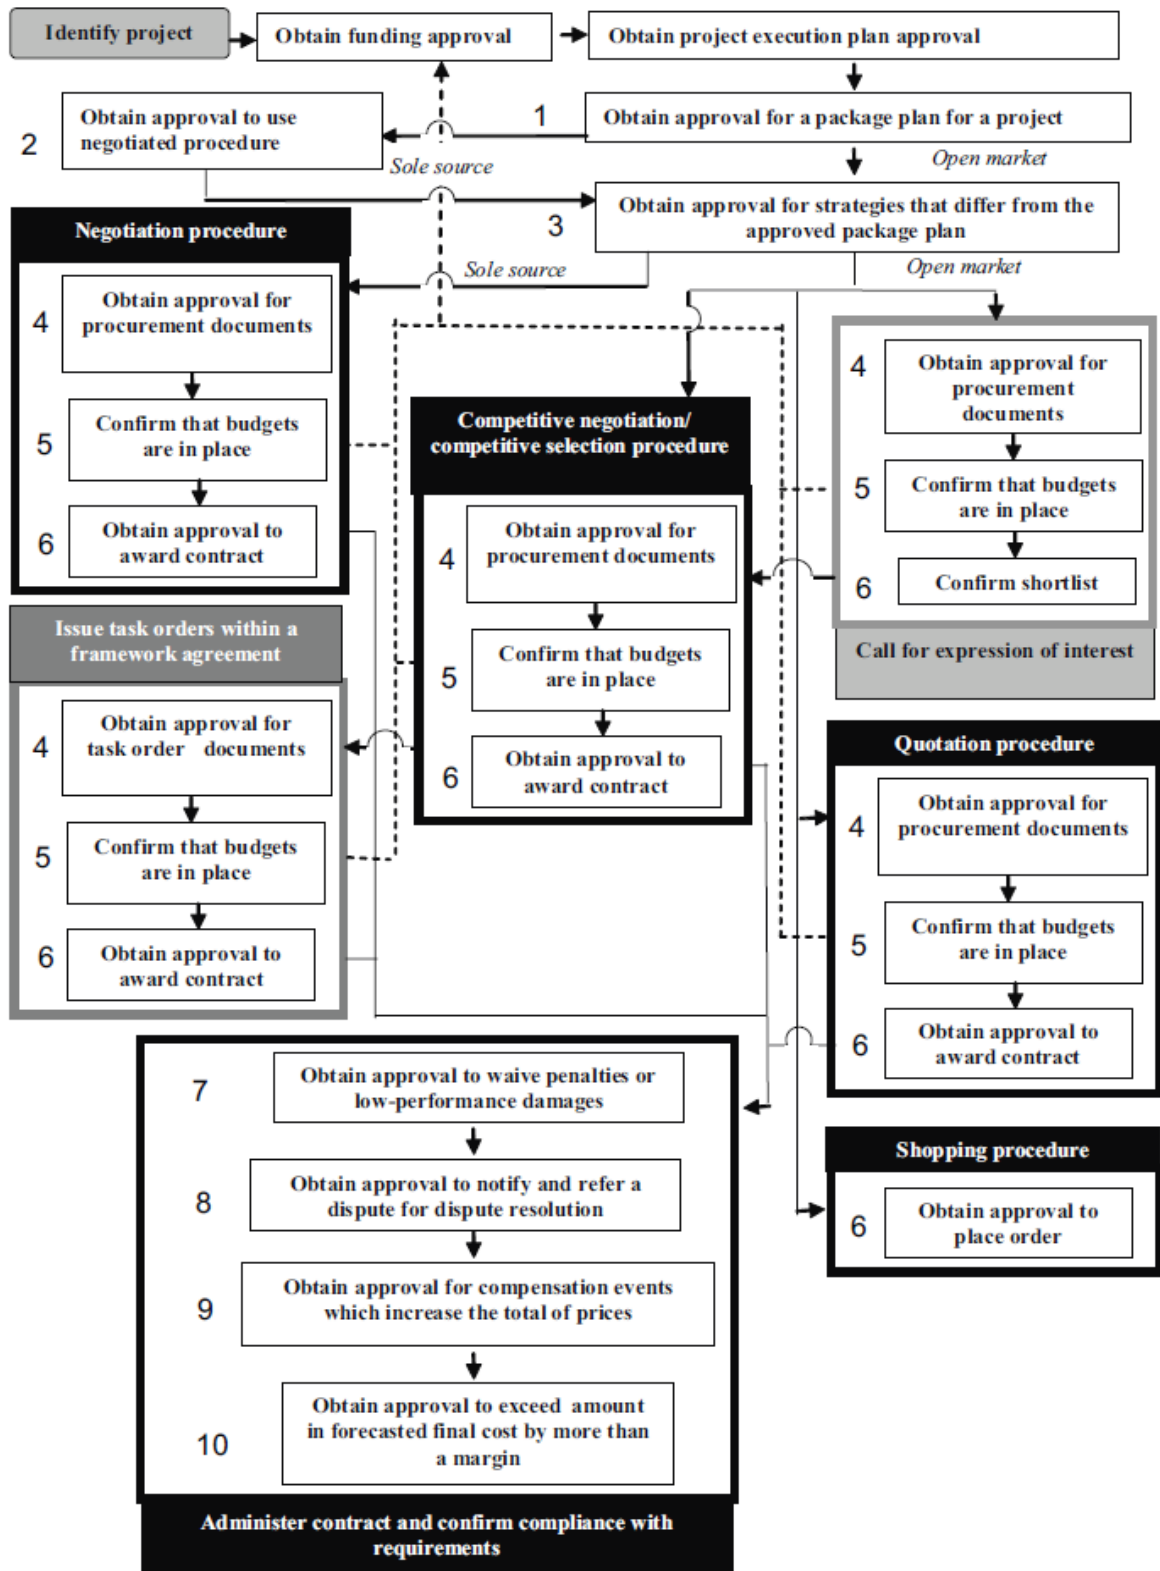 Identify project
Obtain funding approval
Obtain project execution plan approval
1
Obtain approval for a package plan for a project
2
Obtain approval to use
negotiated procedure
Sole source
Open market
3
Obtain approval for strategies that differ from the
approved package plan
Sole source
Open market
Negotiation procedure
4
Obtain approval for
procurement documents
5
Confirm that budgets
are in place
6
Obtain approval to
award contract
Competitive negotiation/
competitive selection procedure
4
Obtain approval for
procurement documents
5
Confirm that budgets
are in place
6
Obtain approval to
award contract
4
Obtain approval for
procurement
documents
5
Confirm that budgets
are in place
6
Confirm shortlist
Call for expression of interest
Issue task orders within a
framework agreement
4
Obtain approval for
task order documents
5
Confirm that budgets
are in place
6
Obtain approval to
award contract
Quotation procedure
4
Obtain approval for
procurement documents
5
Confirm that budgets
are in place
6
Obtain approval to
award contract
Shopping procedure
6
Obtain approval to
place order
7
Obtain approval to waive penalties or
low-performance damages
8
Obtain approval to notify and refer a
dispute for dispute resolution
9
Obtain approval for compensation events
which increase the total of prices
10
Obtain approval to exceed amount
in forecasted final cost by more than
a margin
Administer contract and confirm compliance with
requirements